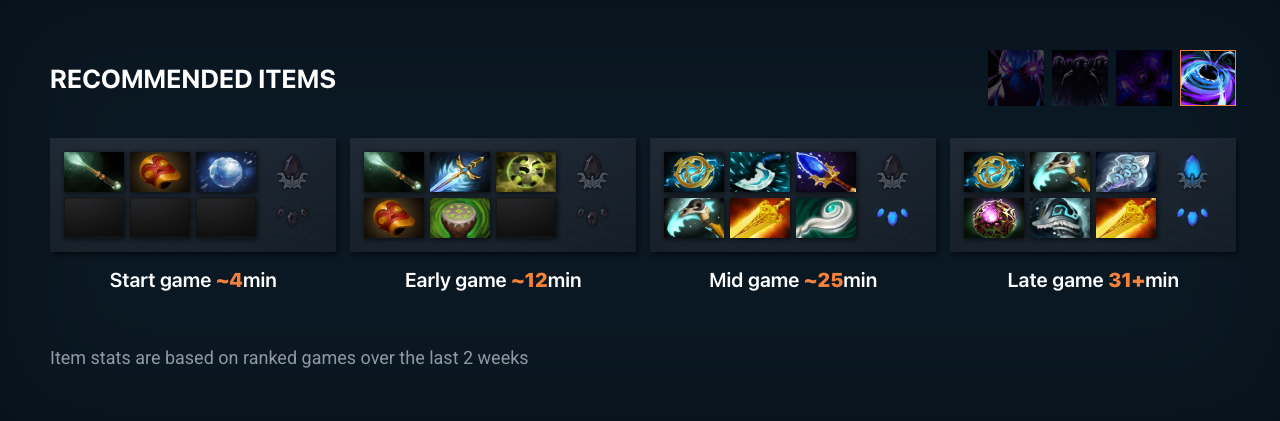 RECOMMENDED ITEMS
Start game ~4min
Early game ~12min
Mid game ~25min
Late game 31+min
Item stats are based on ranked games over the last 2 weeks